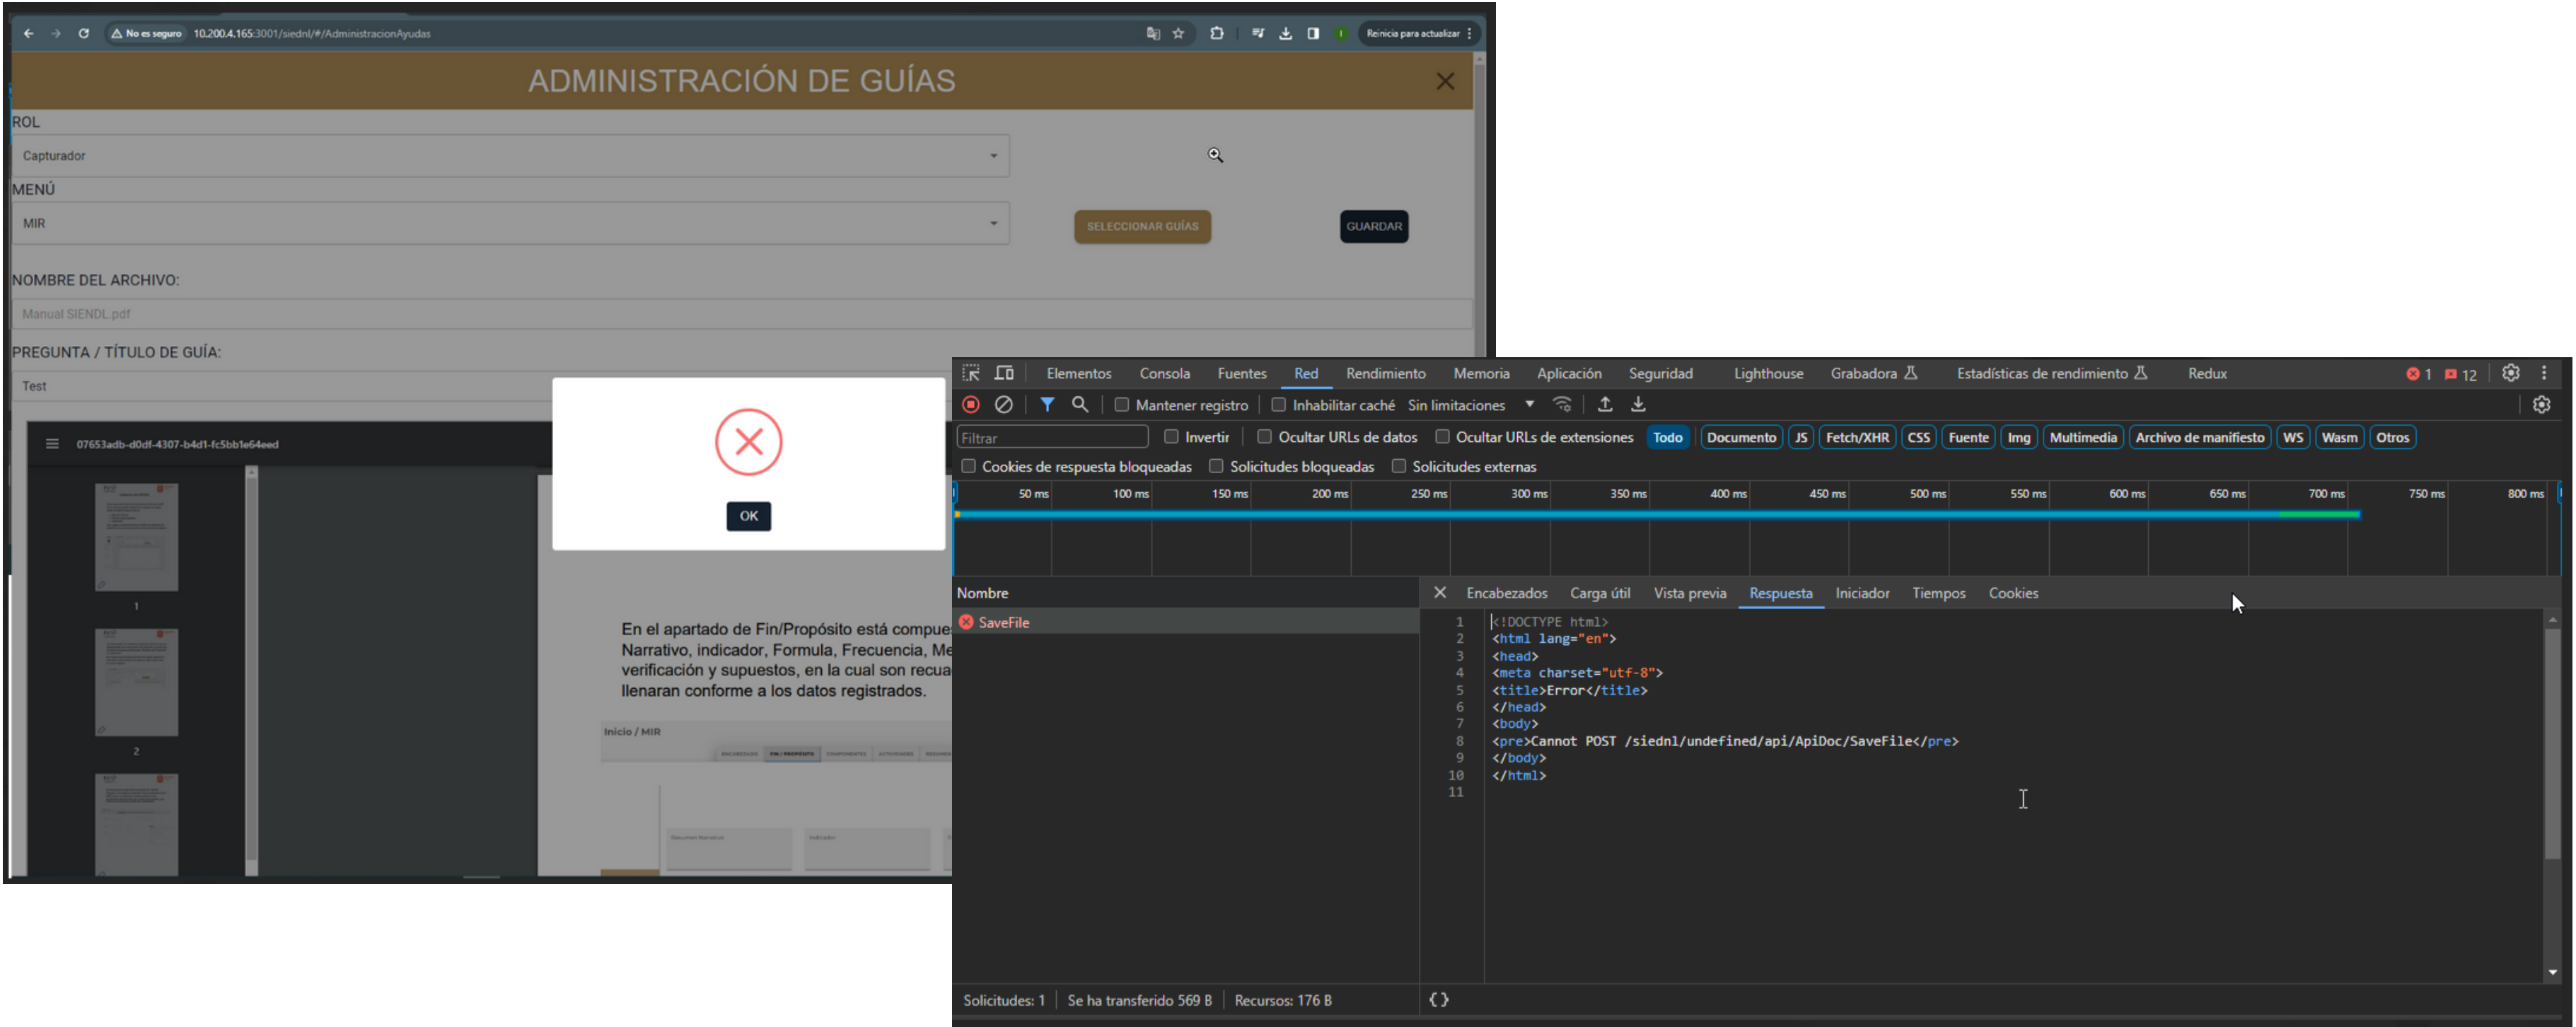 No es seguro 10.200.4.165:3001/siednl/#/AdministracionAyudas Reinicia para actualizar
ADMINISTRACIÓN DE GUÍAS
ROL
Capturador
MENÚ
MIR
SELECCIONAR GUÍAS
GUARDAR
NOMBRE DEL ARCHIVO:
Manual SIENDL.pdf
PREGUNTA / TÍTULO DE GUÍA:
Test
07653adb-d0df-4307-b4d1-fc5bb1e64eed
1
2
OK
En el apartado de Fin/Propósito está compue
Narrativo, indicador, Formula, Frecuencia, Me
verificación y supuestos, en la cual son recua
llenaran conforme a los datos registrados.
Inicio / MIR
ENCABEZADO FIN / PROPÓSITO COMPONENTES ACTIVIDADES RESUMEN
Resumen Narrativo
Indicador
Elementos Consola Fuentes Red Rendimiento Memoria Aplicación Seguridad Lighthouse Grabadora Estadísticas de rendimiento Redux 1 12
Mantener registro Inhabilitar caché Sin limitaciones
Filtrar Invertir Ocultar URLs de datos Ocultar URLs de extensiones Todo Documento JS Fetch/XHR CSS Fuente Img Multimedia Archivo de manifiesto WS Wasm Otros
Cookies de respuesta bloqueadas Solicitudes bloqueadas Solicitudes externas
50 ms 100 ms 150 ms 200 ms 250 ms 300 ms 350 ms 400 ms 450 ms 500 ms 550 ms 600 ms 650 ms 700 ms 750 ms 800 ms
Nombre
SaveFile
Encabezados Carga útil Vista previa Respuesta Iniciador Tiempos Cookies
1 <!DOCTYPE html>
2 <html lang="en">
3 <head>
4 <meta charset="utf-8">
5 <title>Error</title>
6 </head>
7 <body>
8 <pre>Cannot POST /siednl/undefined/api/ApiDoc/SaveFile</pre>
9 </body>
10 </html>
11
Solicitudes: 1 Se ha transferido 569 B Recursos: 176 B {}